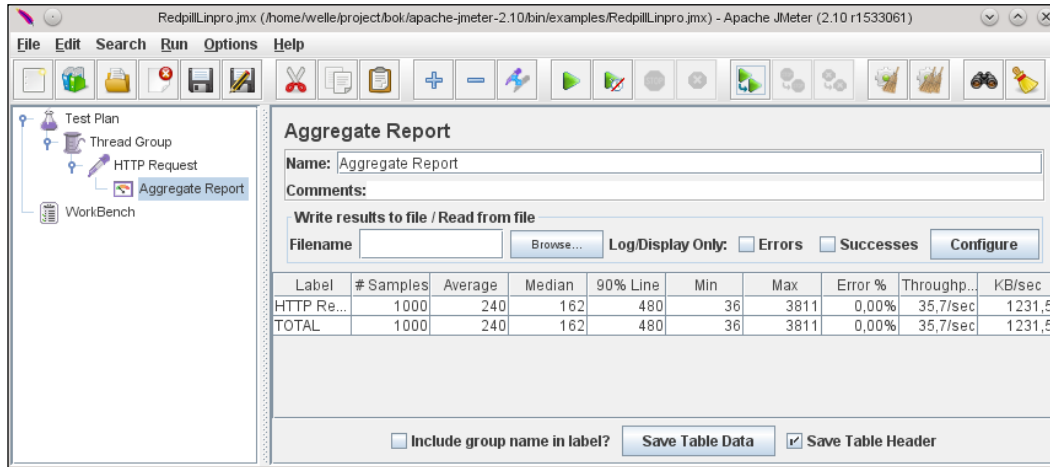 RedpillLinpro.jmx (/home/welle/project/bok/apache-jmeter-2.10/bin/examples/RedpillLinpro.jmx) - Apache JMeter (2.10 r1533061)
File Edit Search Run Options Help
Test Plan
Thread Group
HTTP Request
Aggregate Report
WorkBench
Aggregate Report
Name: Aggregate Report
Comments:
Write results to file / Read from file
Filename Browse... Log/Display Only: Errors Successes Configure
Label # Samples Average Median 90% Line Min Max Error % Throughp... KB/sec
HTTP Re... 1000 240 162 480 36 3811 0,00% 35,7/sec 1231,5
TOTAL 1000 240 162 480 36 3811 0,00% 35,7/sec 1231,5
Include group name in label? Save Table Data Save Table Header